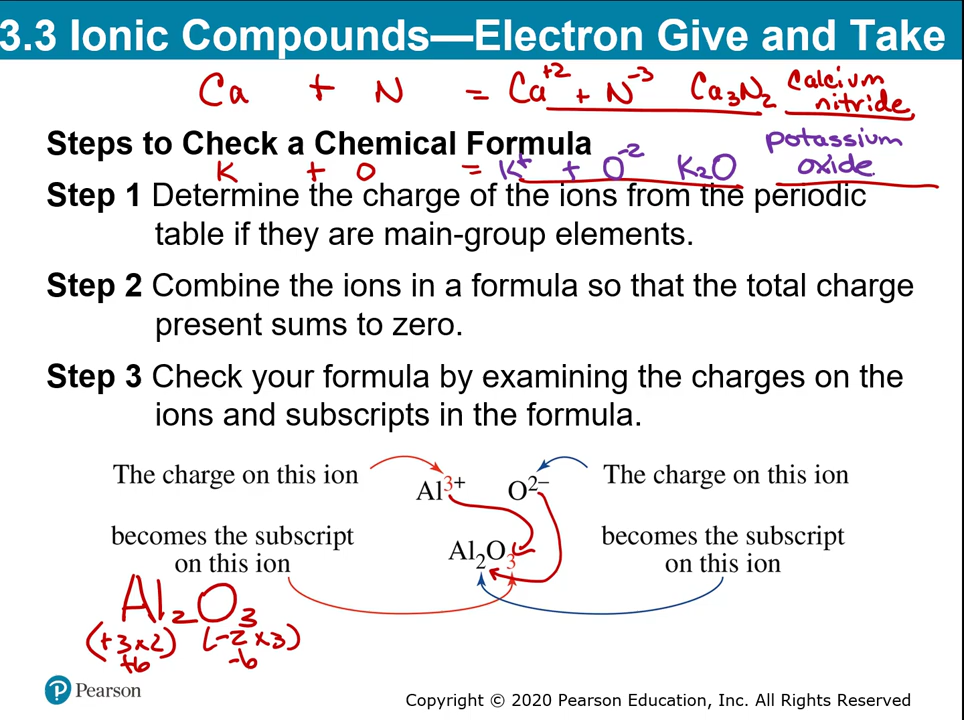 3.3 Ionic Compounds—Electron Give and Take
Ca + N = Ca⁺² + N⁻³ Ca₃N₂ calcium nitride
Steps to Check a Chemical Formula
K + O = K⁺ + O⁻² K₂O potassium oxide
Step 1 Determine the charge of the ions from the periodic
table if they are main-group elements.
Step 2 Combine the ions in a formula so that the total charge
present sums to zero.
Step 3 Check your formula by examining the charges on the
ions and subscripts in the formula.
The charge on this ion Al³⁺ O²⁻ The charge on this ion
becomes the subscript Al₂O₃ becomes the subscript
on this ion on this ion
Al₂O₃
(+3×2) (-2×3)
+6 -6
P Pearson
Copyright © 2020 Pearson Education, Inc. All Rights Reserved